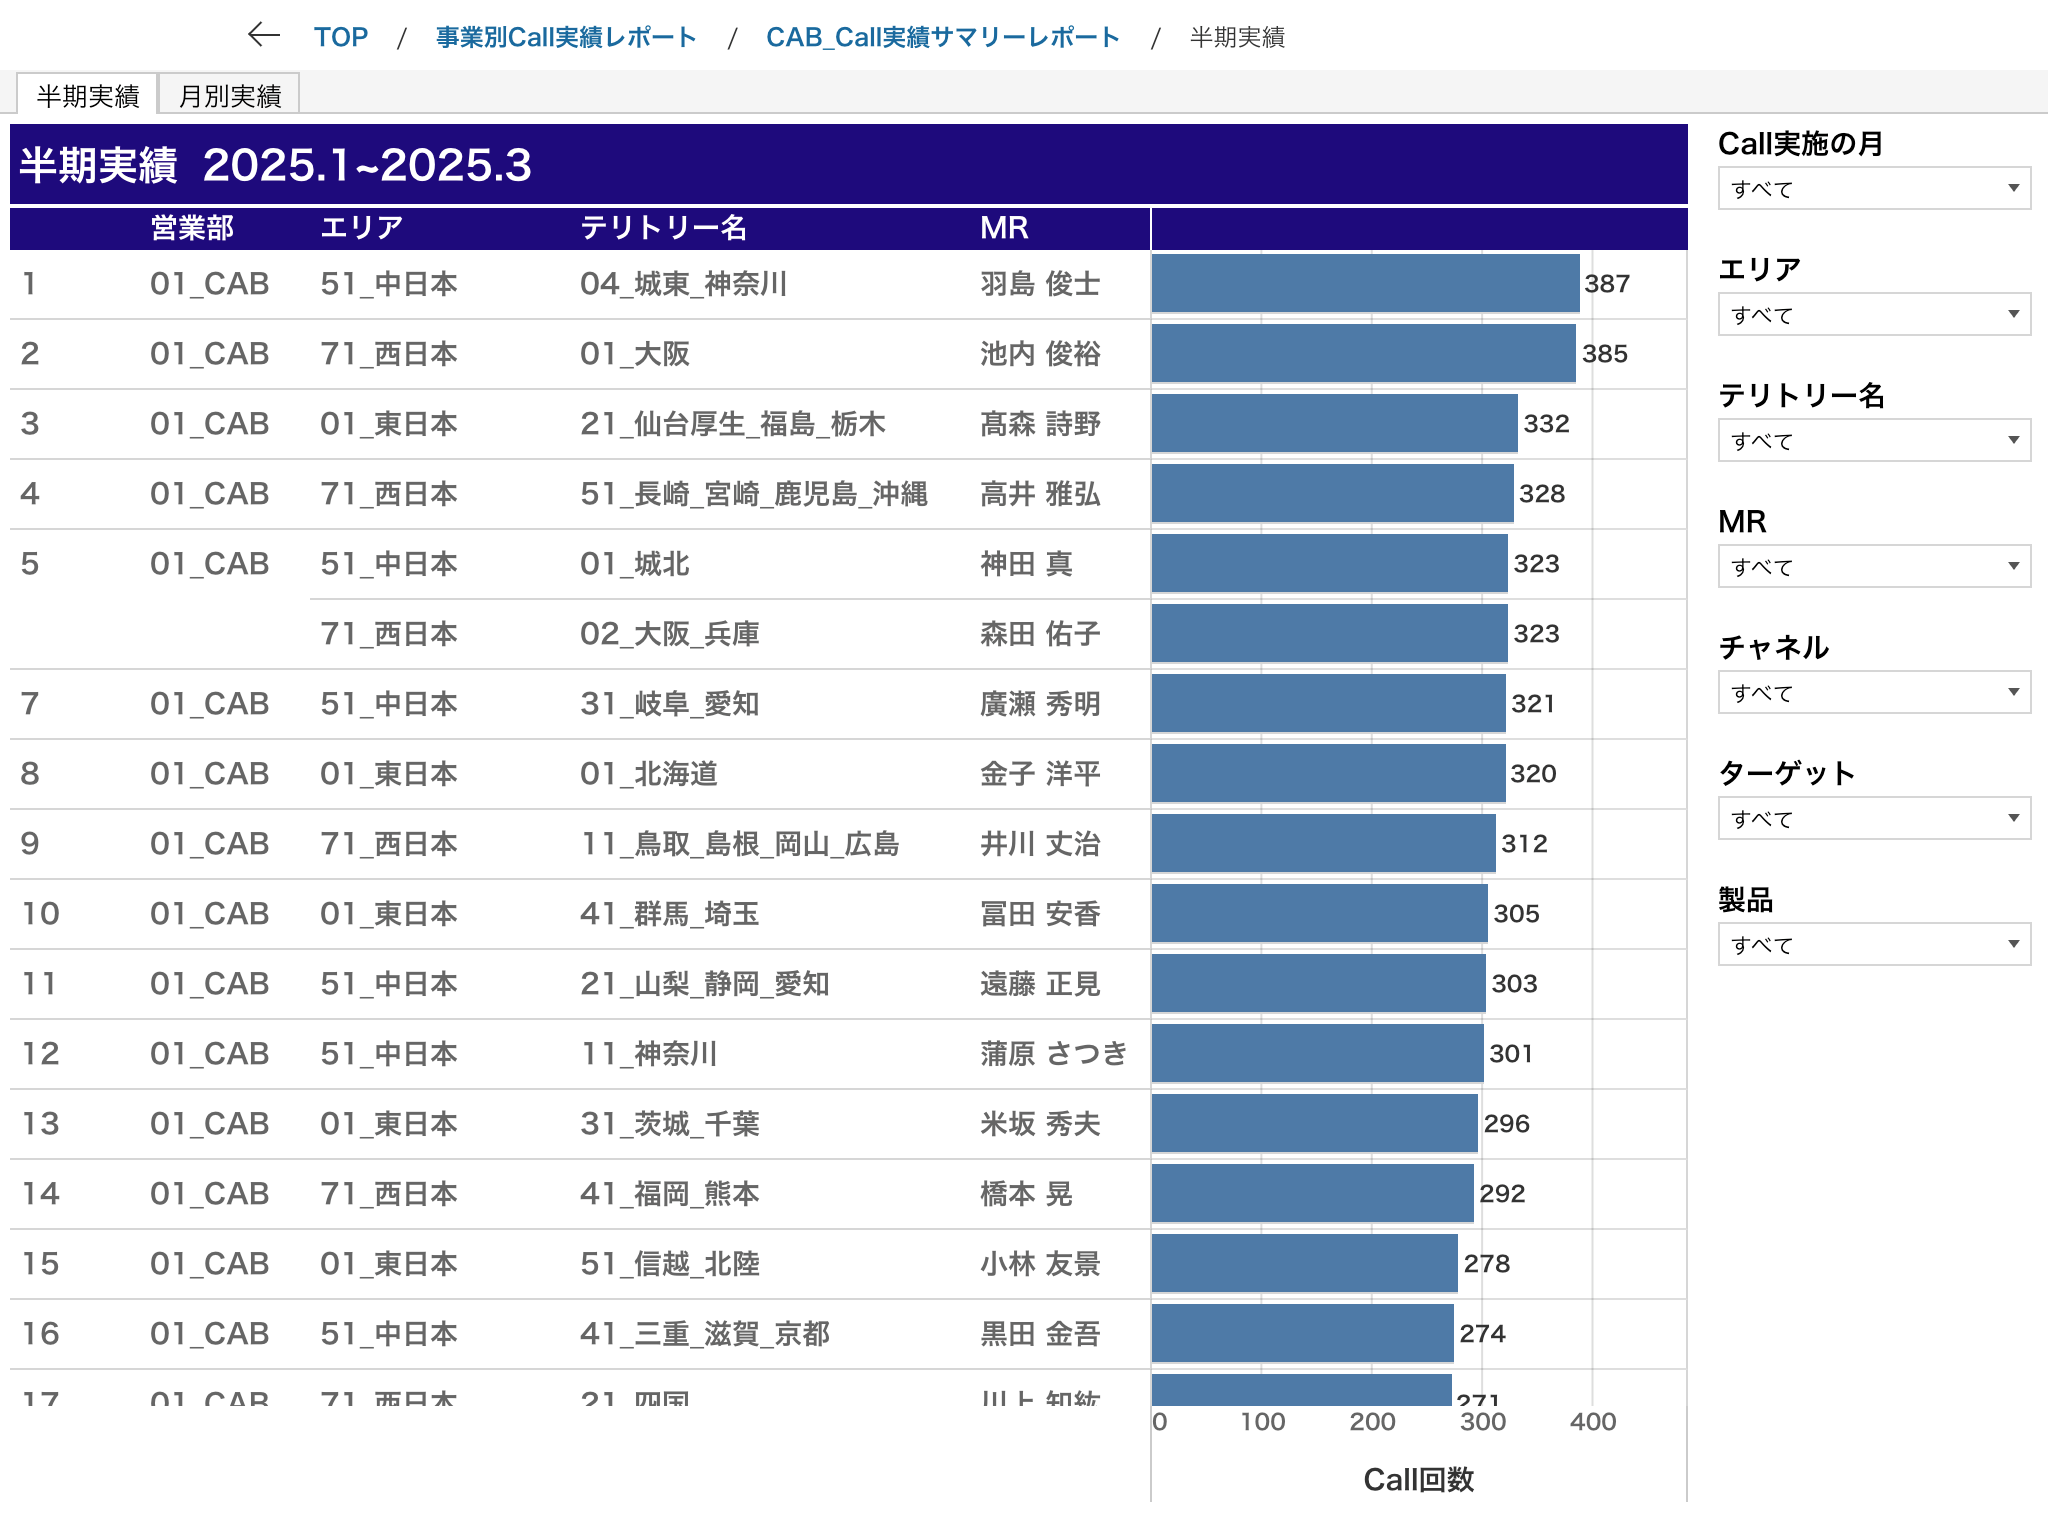 ← TOP / 事業別Call実績レポート / CAB_Call実績サマリーレポート / 半期実績
半期実績 月別実績
半期実績 2025.1~2025.3
営業部 エリア テリトリー名 MR
1 01_CAB 51_中日本 04_城東_神奈川 羽島 俊士 387
2 01_CAB 71_西日本 01_大阪 池内 俊裕 385
3 01_CAB 01_東日本 21_仙台厚生_福島_栃木 髙森 詩野 332
4 01_CAB 71_西日本 51_長崎_宮崎_鹿児島_沖縄 高井 雅弘 328
5 01_CAB 51_中日本 01_城北 神田 真 323
71_西日本 02_大阪_兵庫 森田 佑子 323
7 01_CAB 51_中日本 31_岐阜_愛知 廣瀬 秀明 321
8 01_CAB 01_東日本 01_北海道 金子 洋平 320
9 01_CAB 71_西日本 11_鳥取_島根_岡山_広島 井川 丈治 312
10 01_CAB 01_東日本 41_群馬_埼玉 冨田 安香 305
11 01_CAB 51_中日本 21_山梨_静岡_愛知 遠藤 正見 303
12 01_CAB 51_中日本 11_神奈川 蒲原 さつき 301
13 01_CAB 01_東日本 31_茨城_千葉 米坂 秀夫 296
14 01_CAB 71_西日本 41_福岡_熊本 橋本 晃 292
15 01_CAB 01_東日本 51_信越_北陸 小林 友景 278
16 01_CAB 51_中日本 41_三重_滋賀_京都 黒田 金吾 274
17 01_CAB 71_西日本 21_四国 川上 271
0 100 200 300 400
Call回数
Call実施の月
すべて
エリア
すべて
テリトリー名
すべて
MR
すべて
チャネル
すべて
ターゲット
すべて
製品
すべて